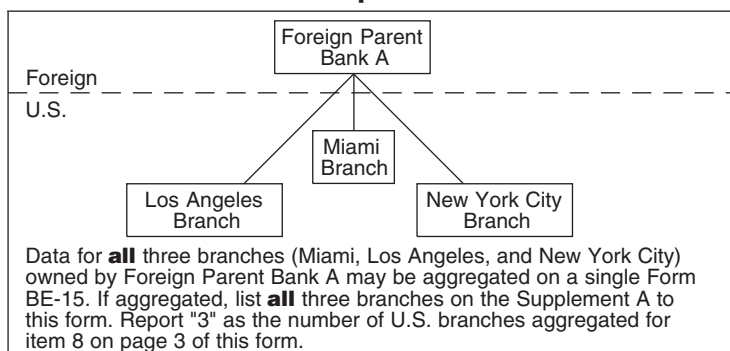 Foreign Parent
Bank A
Foreign
U.S.
Miami
Branch
Los Angeles
Branch
New York City
Branch
Data for all three branches (Miami, Los Angeles, and New York City)
owned by Foreign Parent Bank A may be aggregated on a single Form
BE-15. If aggregated, list all three branches on the Supplement A to
this form. Report "3" as the number of U.S. branches aggregated for
item 8 on page 3 of this form.